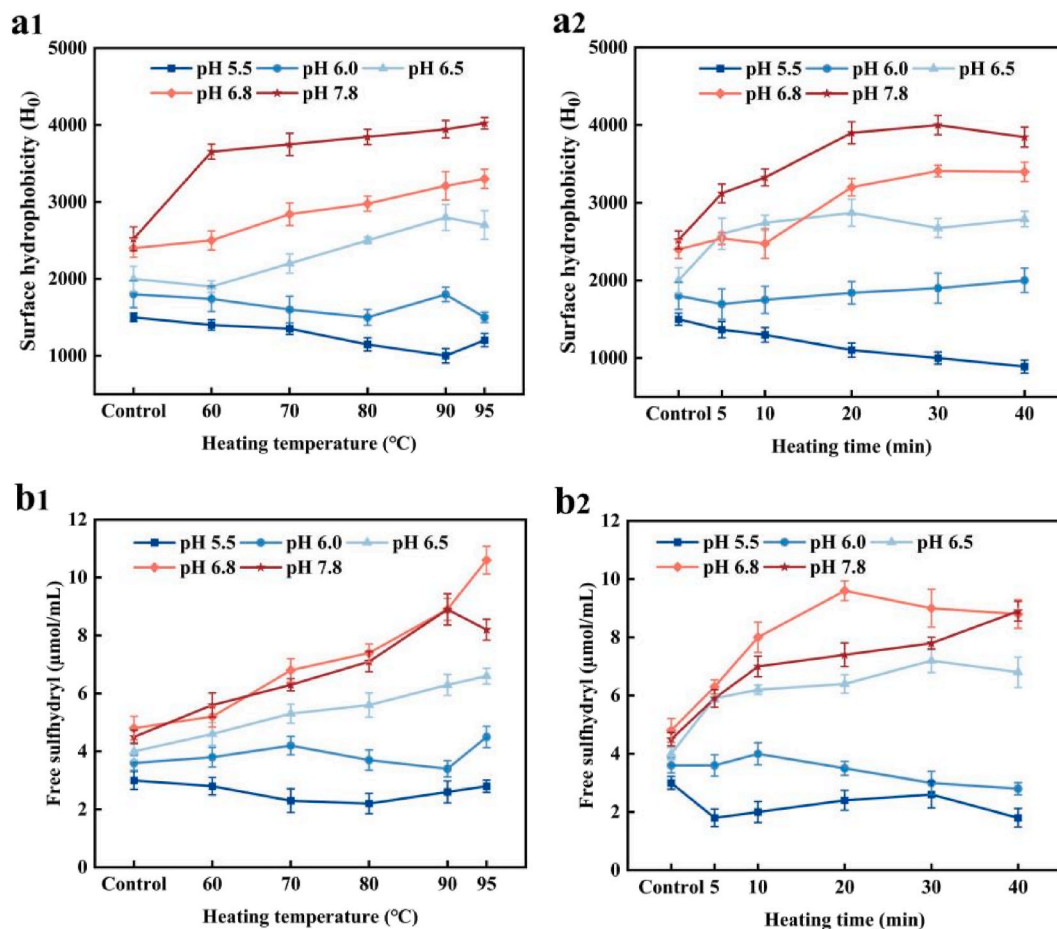 a1
5000
4000
3000
2000
1000
Surface hydrophobicity (H0)
pH 5.5 pH 6.0 pH 6.5
pH 6.8 pH 7.8
Control 60 70 80 90 95
Heating temperature (°C)
a2
5000
4000
3000
2000
1000
Surface hydrophobicity (H0)
pH 5.5 pH 6.0 pH 6.5
pH 6.8 pH 7.8
Control 5 10 20 30 40
Heating time (min)
b1
12
10
8
6
4
2
0
Free sulfhydryl (μmol/mL)
pH 5.5 pH 6.0 pH 6.5
pH 6.8 pH 7.8
Control 60 70 80 90 95
Heating temperature (°C)
b2
12
10
8
6
4
2
0
Free sulfhydryl (μmol/mL)
pH 5.5 pH 6.0 pH 6.5
pH 6.8 pH 7.8
Control 5 10 20 30 40
Heating time (min)